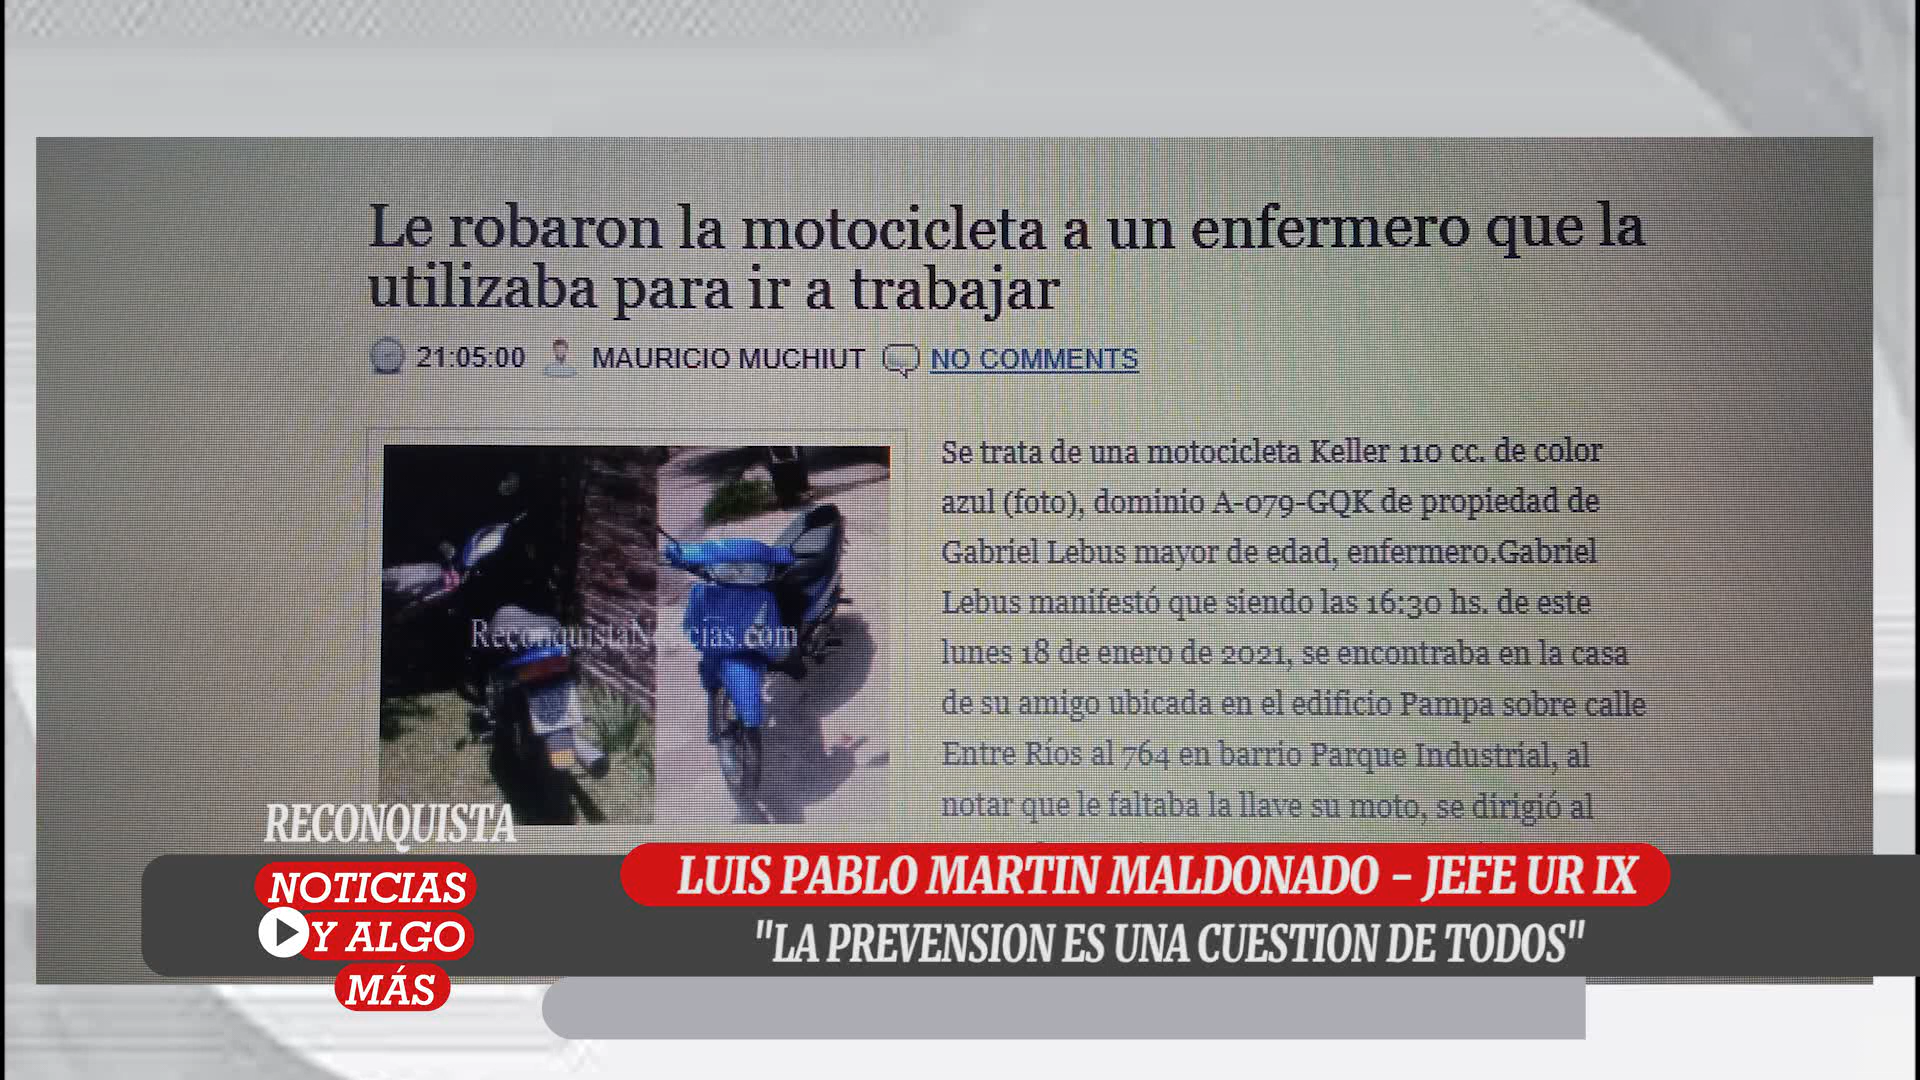 Le robaron la motocicleta a un enfermero que la
utilizaba para ir a trabajar
21:05:00 MAURICIO MUCHIUT NO COMMENTS
Se trata de una motocicleta Keller 110 cc. de color
azul (foto), dominio A-079-GQK de propiedad de
Gabriel Lebus mayor de edad, enfermero.Gabriel
Lebus manifestó que siendo las 16:30 hs. de este
lunes 18 de enero de 2021, se encontraba en la casa
de su amigo ubicada en el edificio Pampa sobre calle
Entre Ríos al 764 en barrio Parque Industrial, al
notar que le faltaba la llave su moto, se dirigió al
ReconquistaNoticias.com
RECONQUISTA
NOTICIAS
Y ALGO
MÁS
LUIS PABLO MARTIN MALDONADO - JEFE UR IX
"LA PREVENSION ES UNA CUESTION DE TODOS"